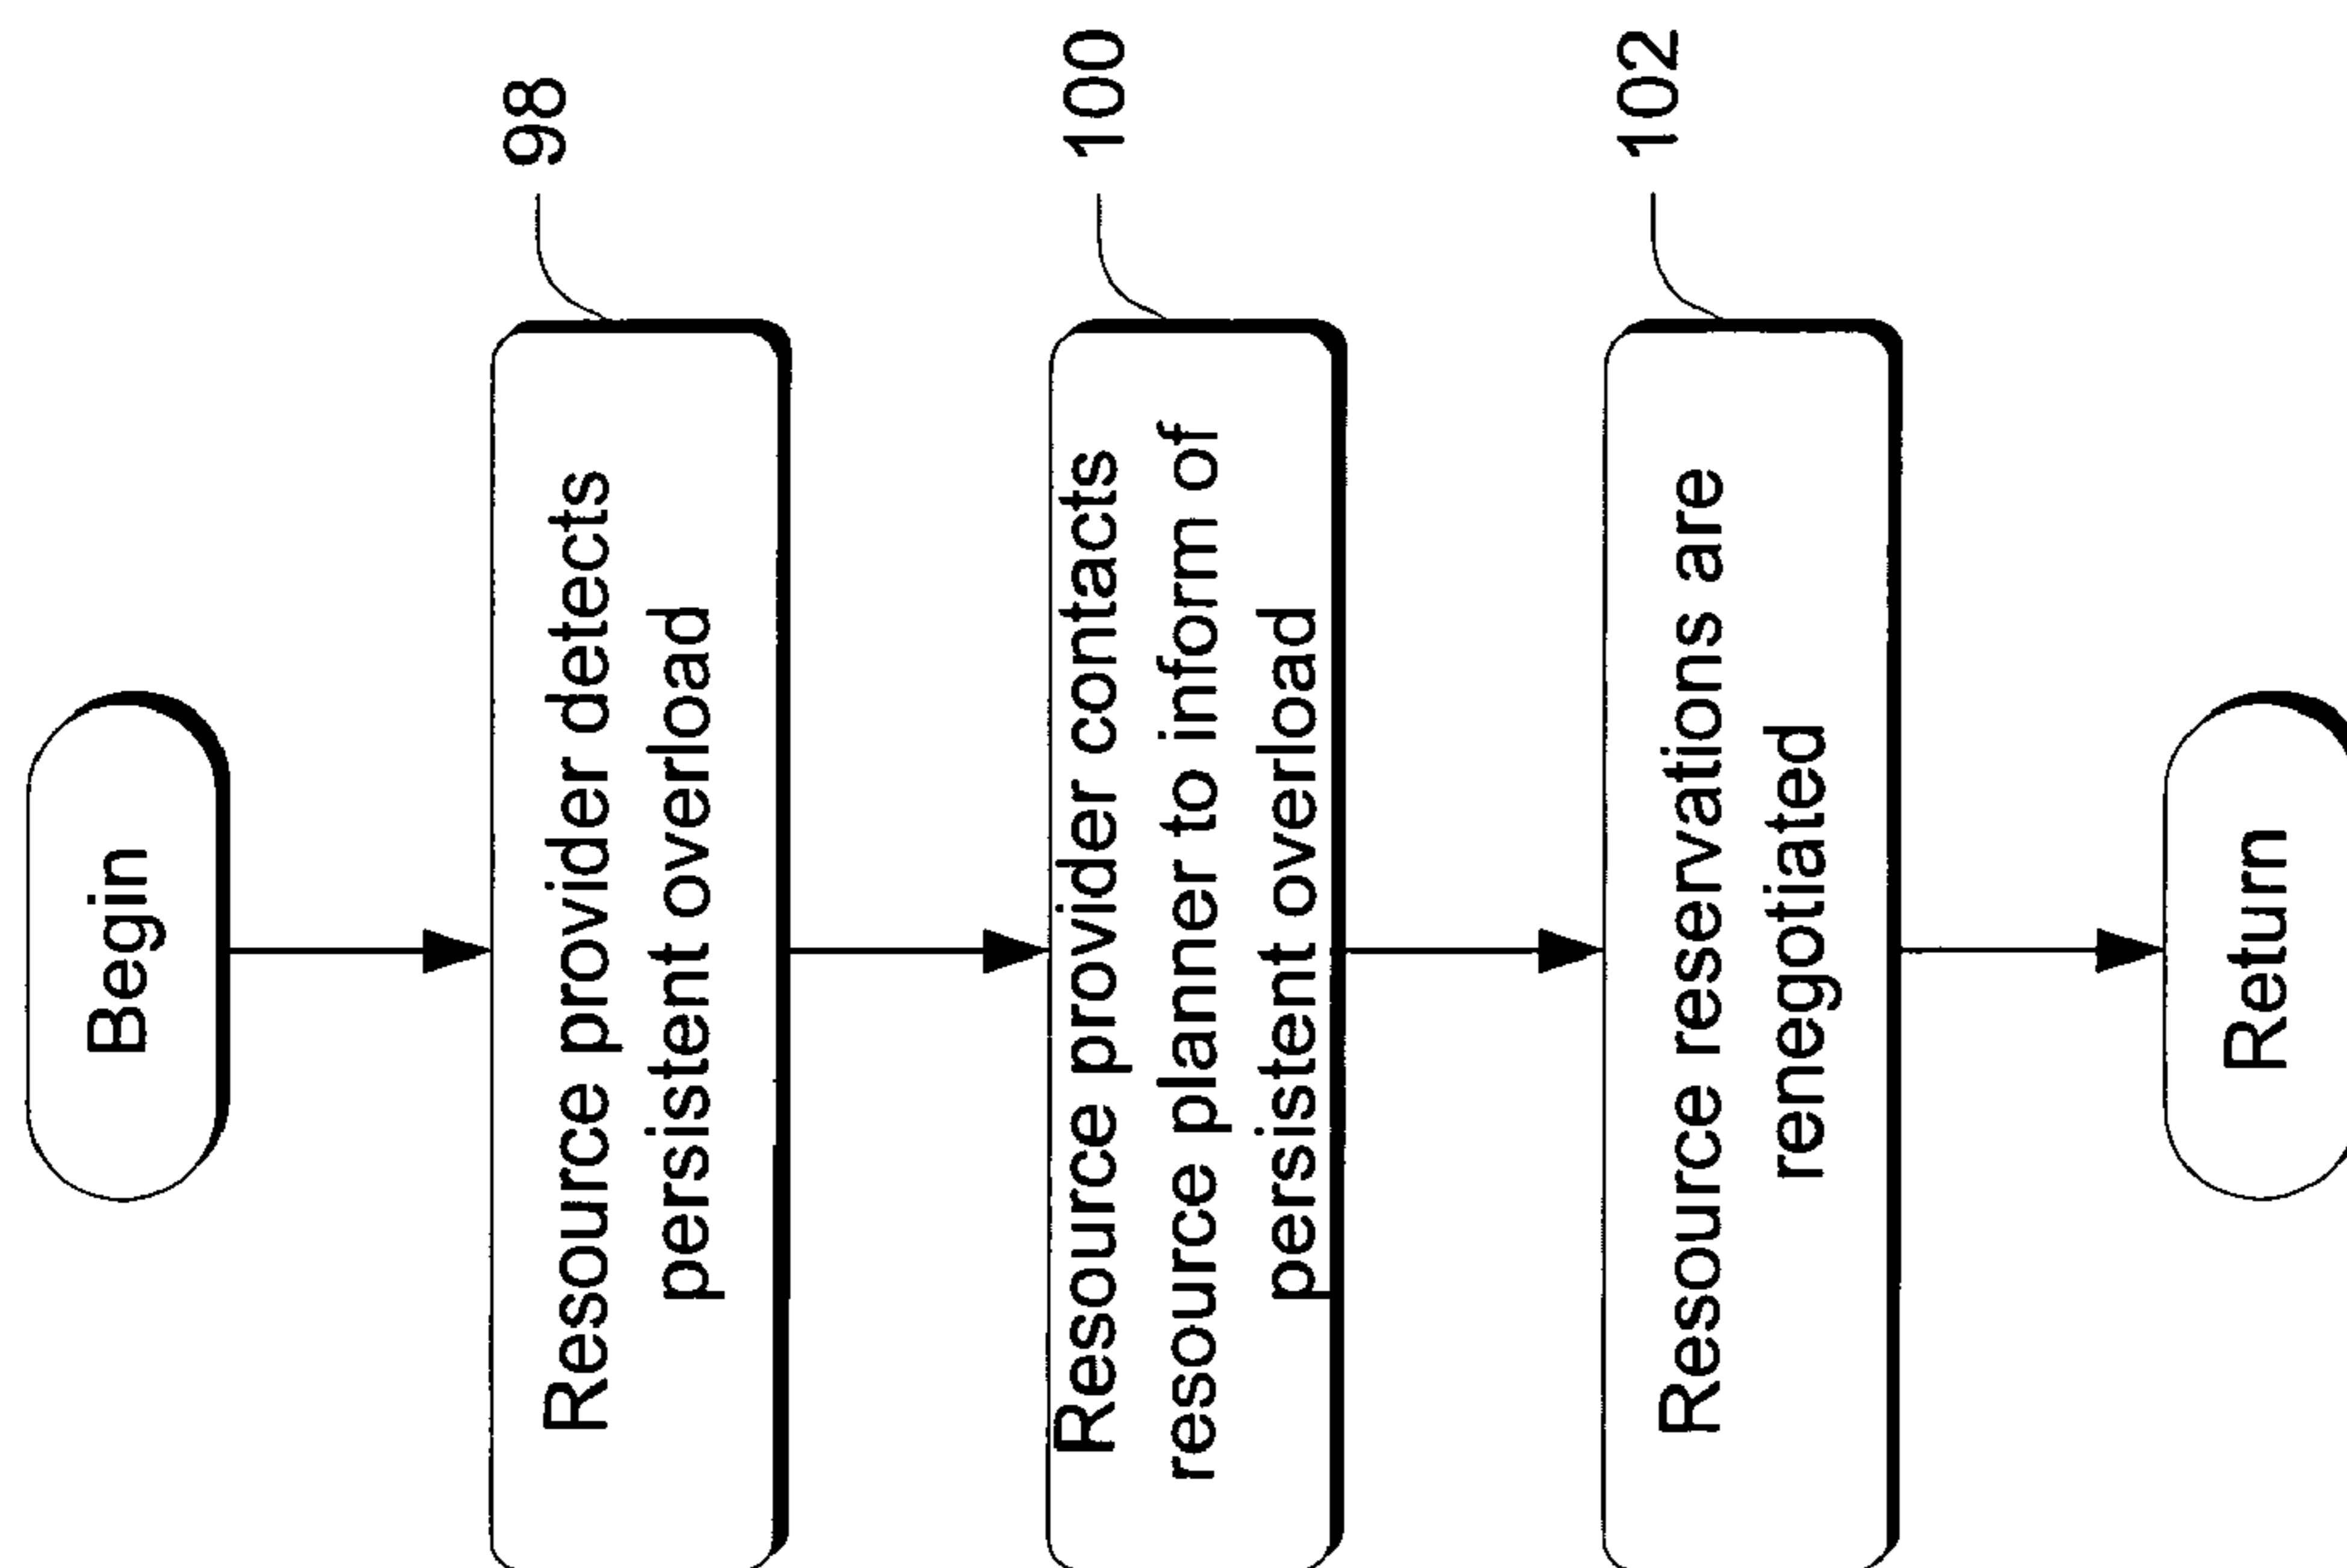 Begin
98
Resource provider detects
persistent overload
100
Resource provider contacts
resource planner to inform of
persistent overload
102
Resource reservations are
renegotiated
Return